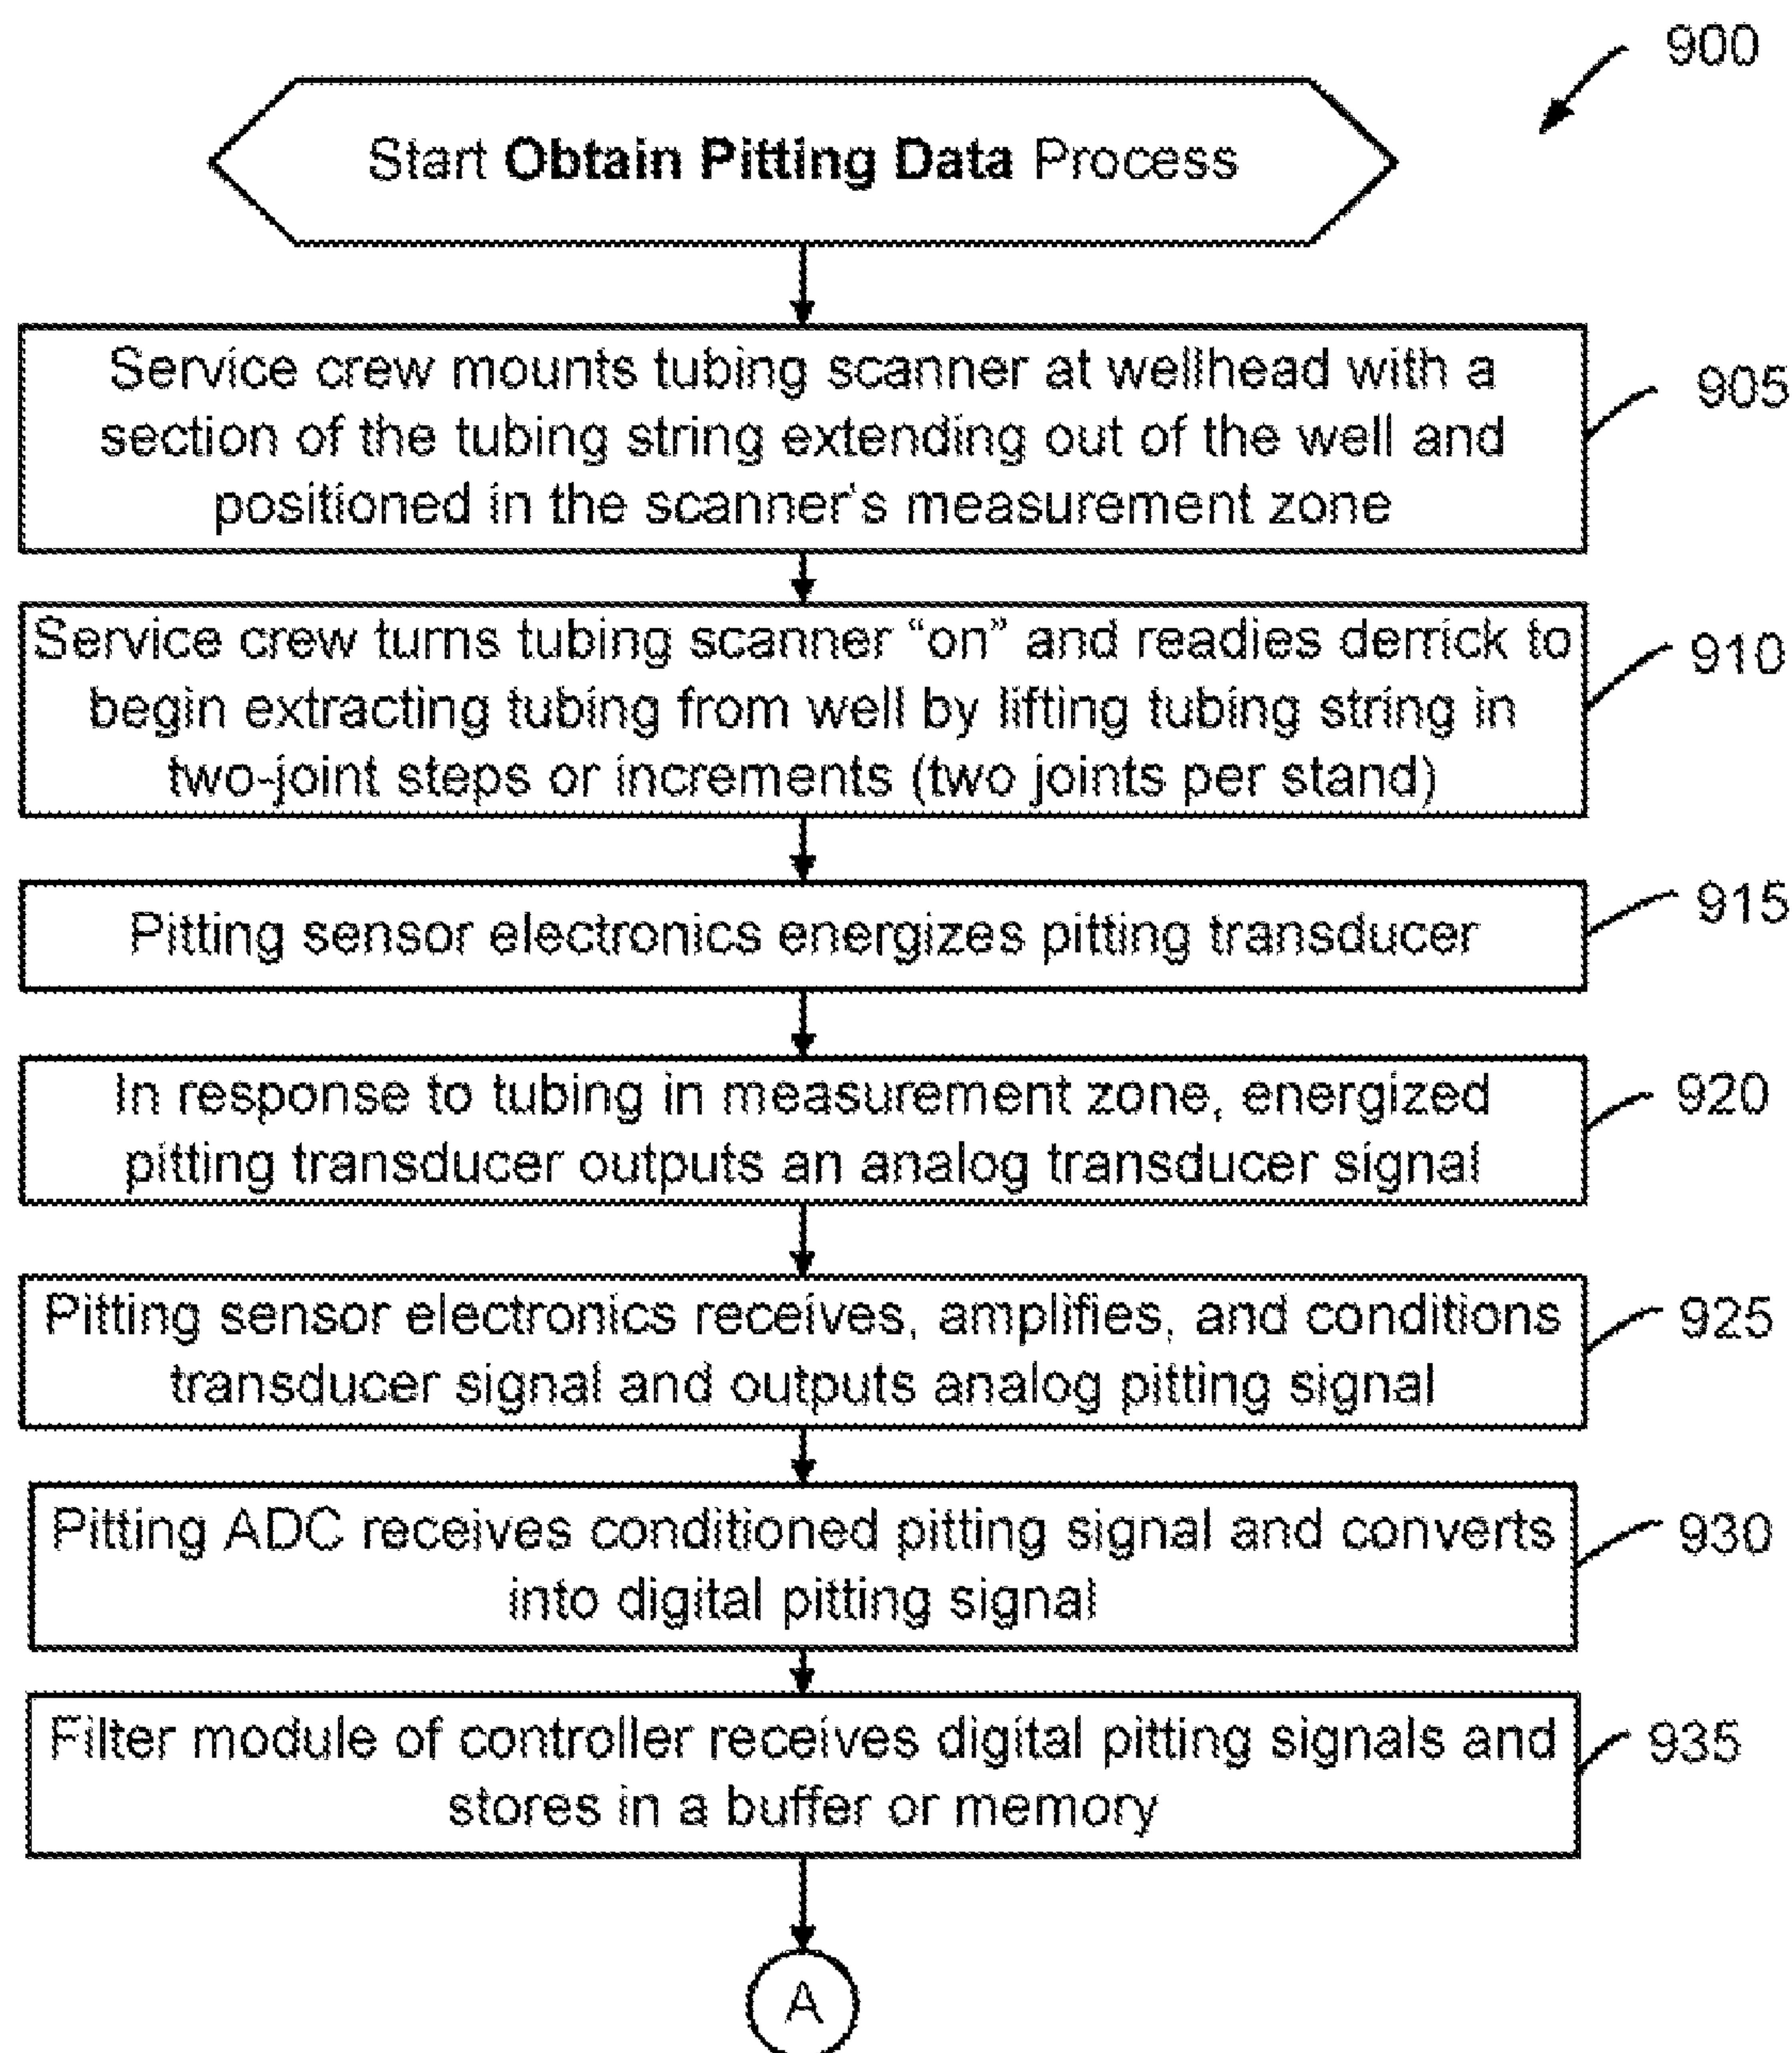 900
Start Obtain Pitting Data Process
Service crew mounts tubing scanner at wellhead with a
section of the tubing string extending out of the well and
positioned in the scanner's measurement zone
905
Service crew turns tubing scanner “on” and readies derrick to
begin extracting tubing from well by lifting tubing string in
two-joint steps or increments (two joints per stand)
910
Pitting sensor electronics energizes pitting transducer
915
In response to tubing in measurement zone, energized
pitting transducer outputs an analog transducer signal
920
Pitting sensor electronics receives, amplifies, and conditions
transducer signal and outputs analog pitting signal
925
Pitting ADC receives conditioned pitting signal and converts
into digital pitting signal
930
Filter module of controller receives digital pitting signals and
stores in a buffer or memory
935
A